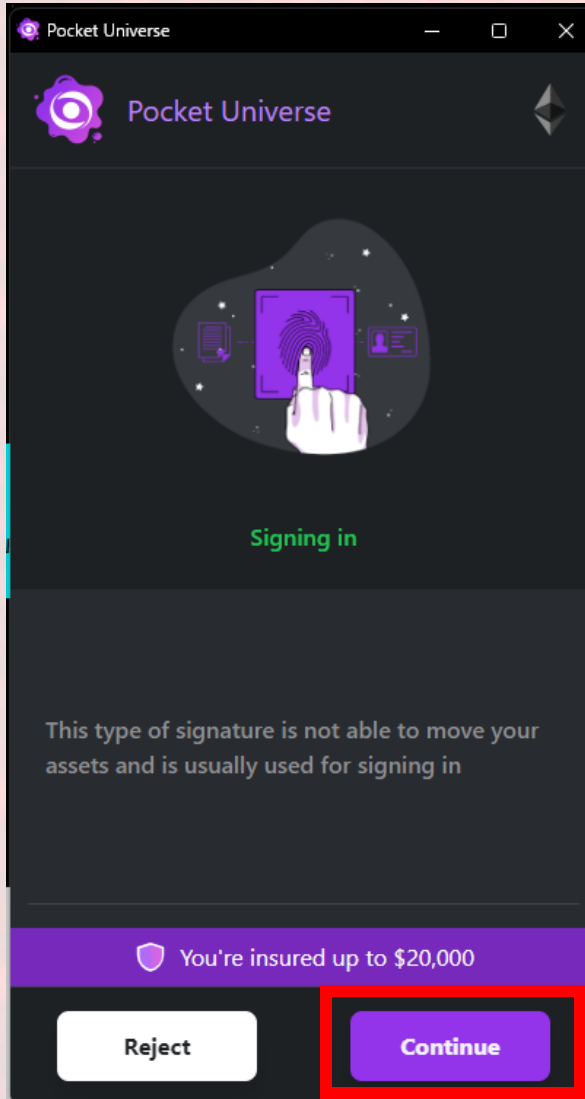 Pocket Universe
Pocket Universe
Signing in
This type of signature is not able to move your
assets and is usually used for signing in
You're insured up to $20,000
Reject
Continue